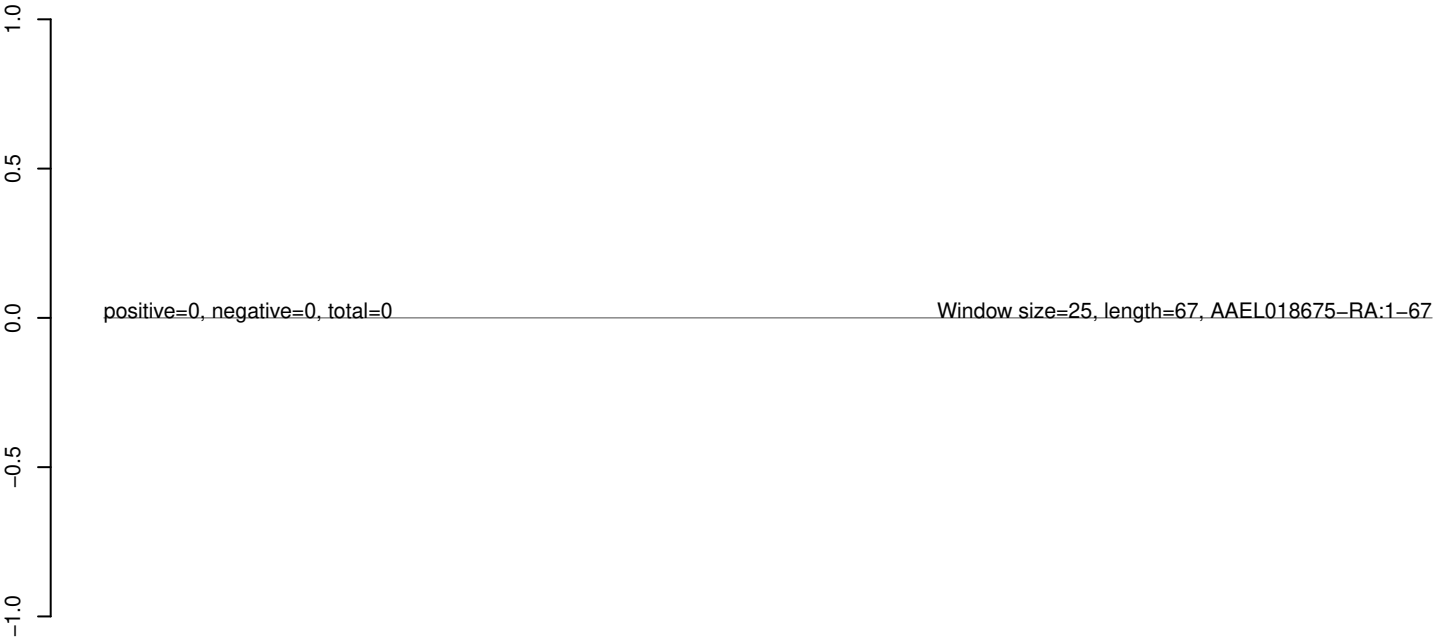 1.0
0.5
positive=0, negative=0, total=0
Window size=25, length=67, AAEL018675−RA:1−67
0.0
−0.5
−1.0